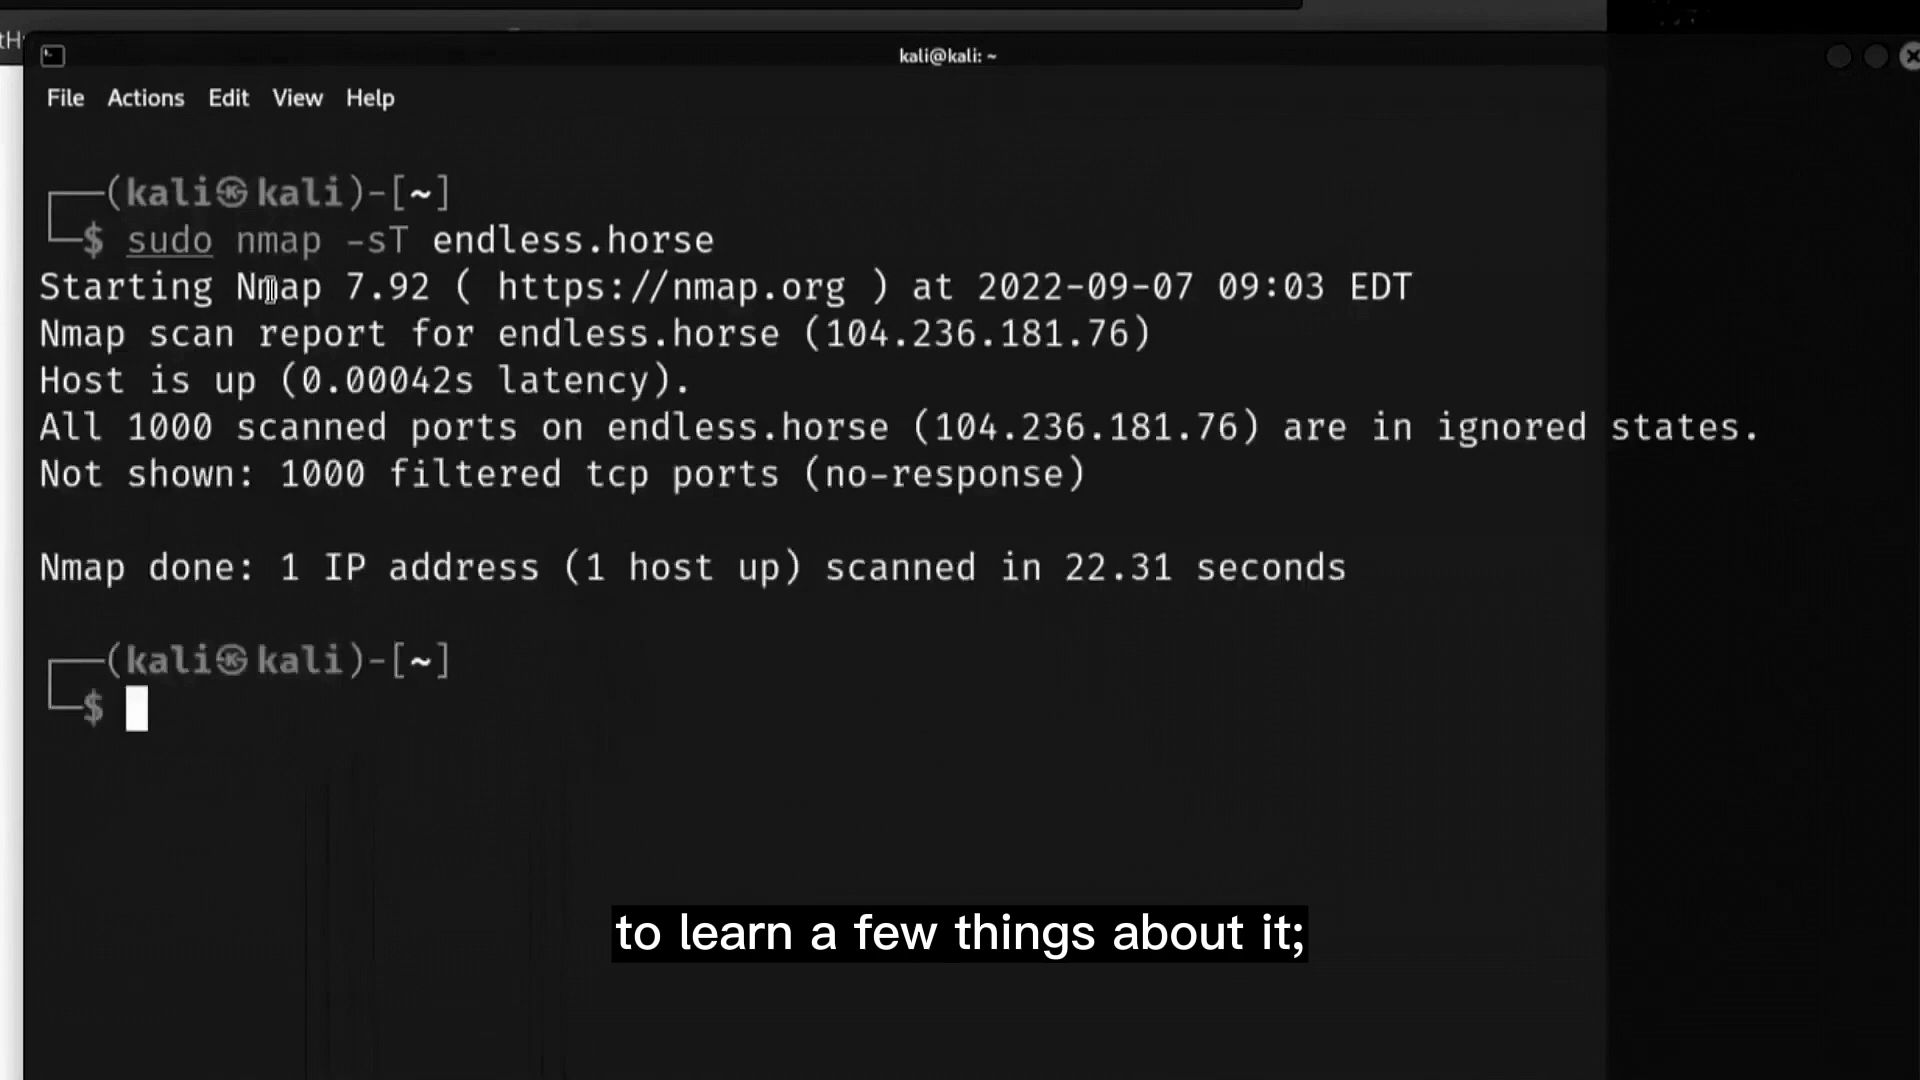 tH
kali@kali: ~
File Actions Edit View Help
┌──(kali㉿kali)-[~]
└─$ sudo nmap -sT endless.horse
Starting Nmap 7.92 ( https://nmap.org ) at 2022-09-07 09:03 EDT
Nmap scan report for endless.horse (104.236.181.76)
Host is up (0.00042s latency).
All 1000 scanned ports on endless.horse (104.236.181.76) are in ignored states.
Not shown: 1000 filtered tcp ports (no-response)
Nmap done: 1 IP address (1 host up) scanned in 22.31 seconds
┌──(kali㉿kali)-[~]
└─$
to learn a few things about it;